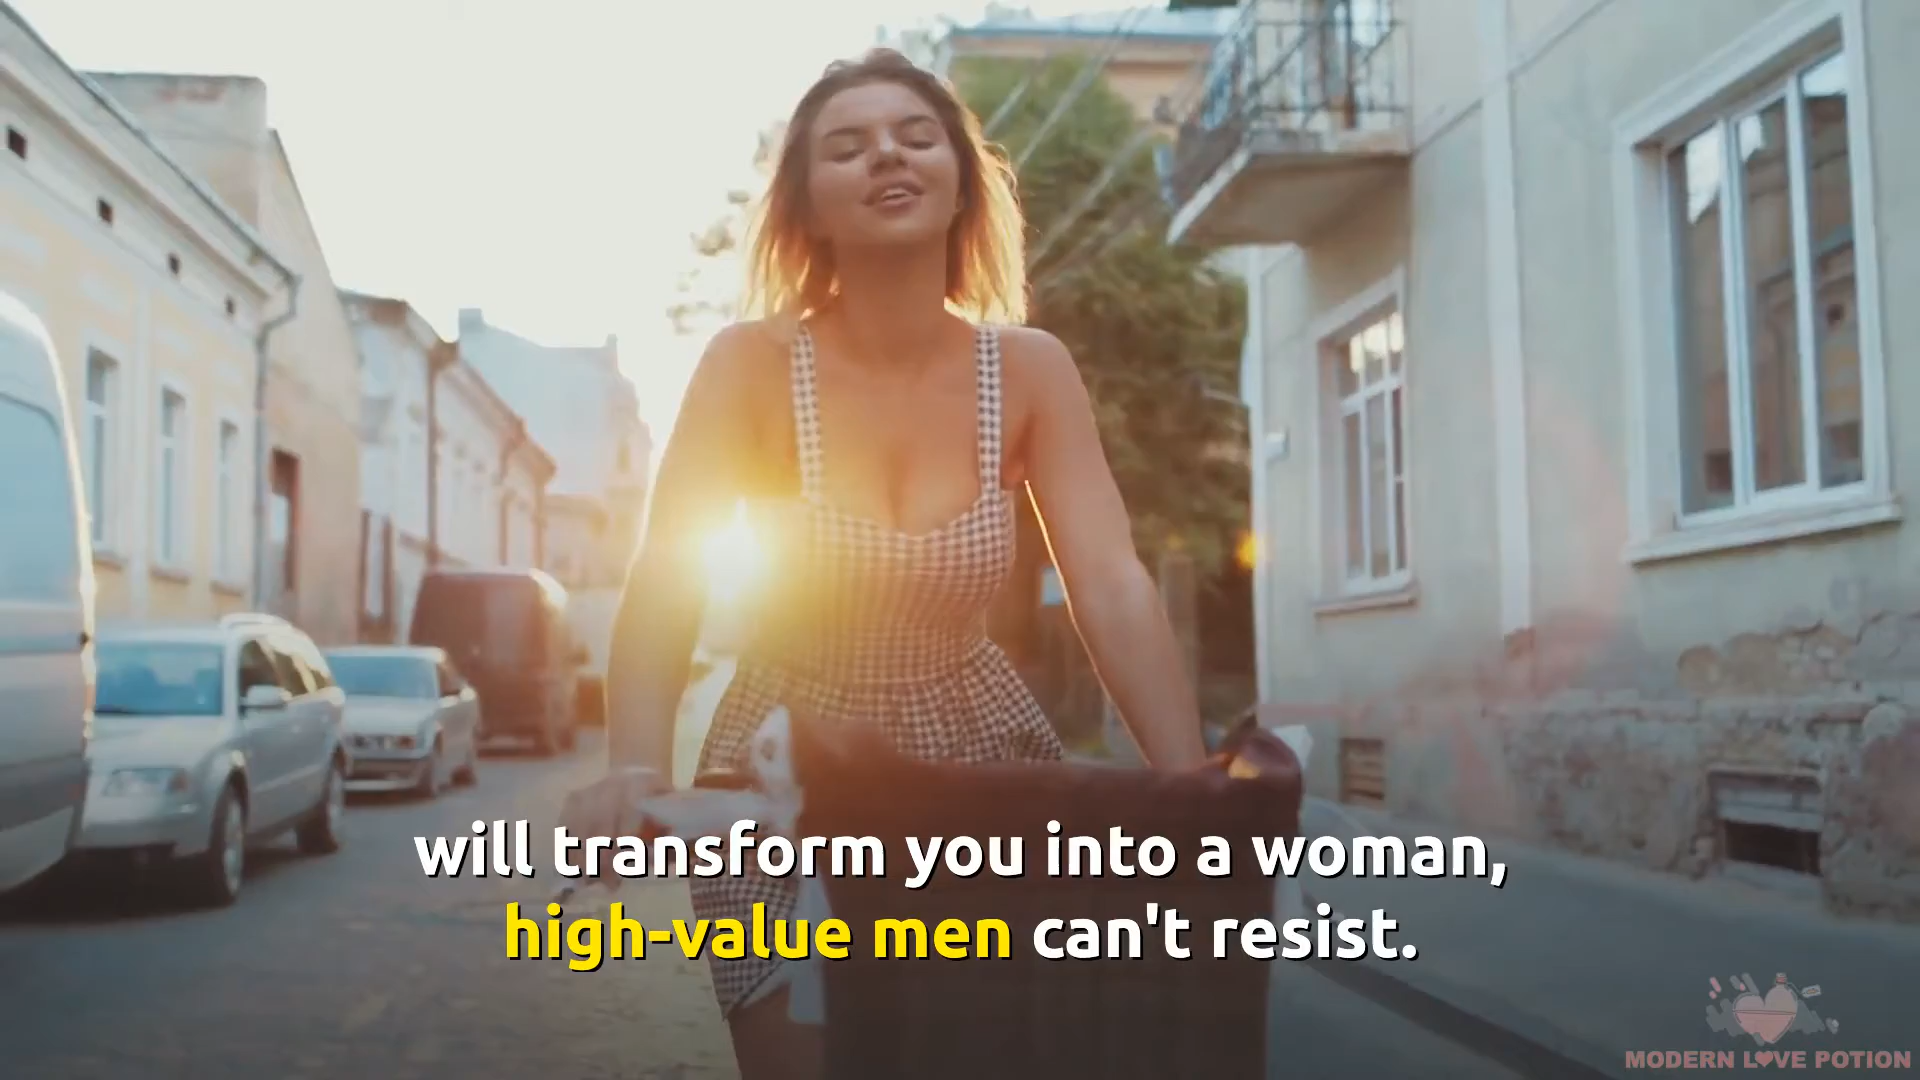 will transform you into a woman,
high-value men can't resist.
MODERN LOVE POTION